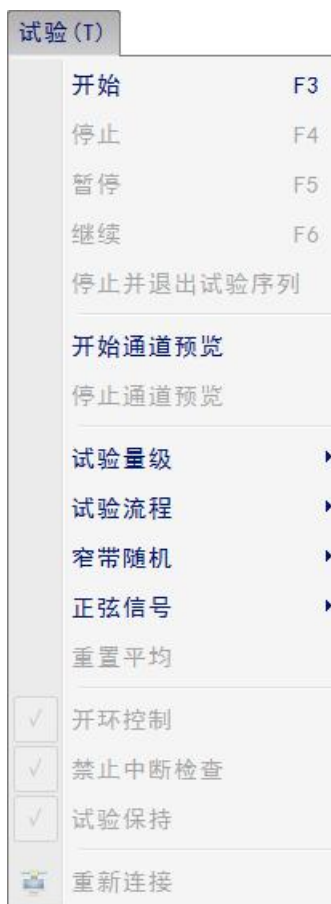 试验(T)
开始 F3
停止 F4
暂停 F5
继续 F6
停止并退出试验序列
开始通道预览
停止通道预览
试验量级
试验流程
窄带随机
正弦信号
重置平均
开环控制
禁止中断检查
试验保持
重新连接